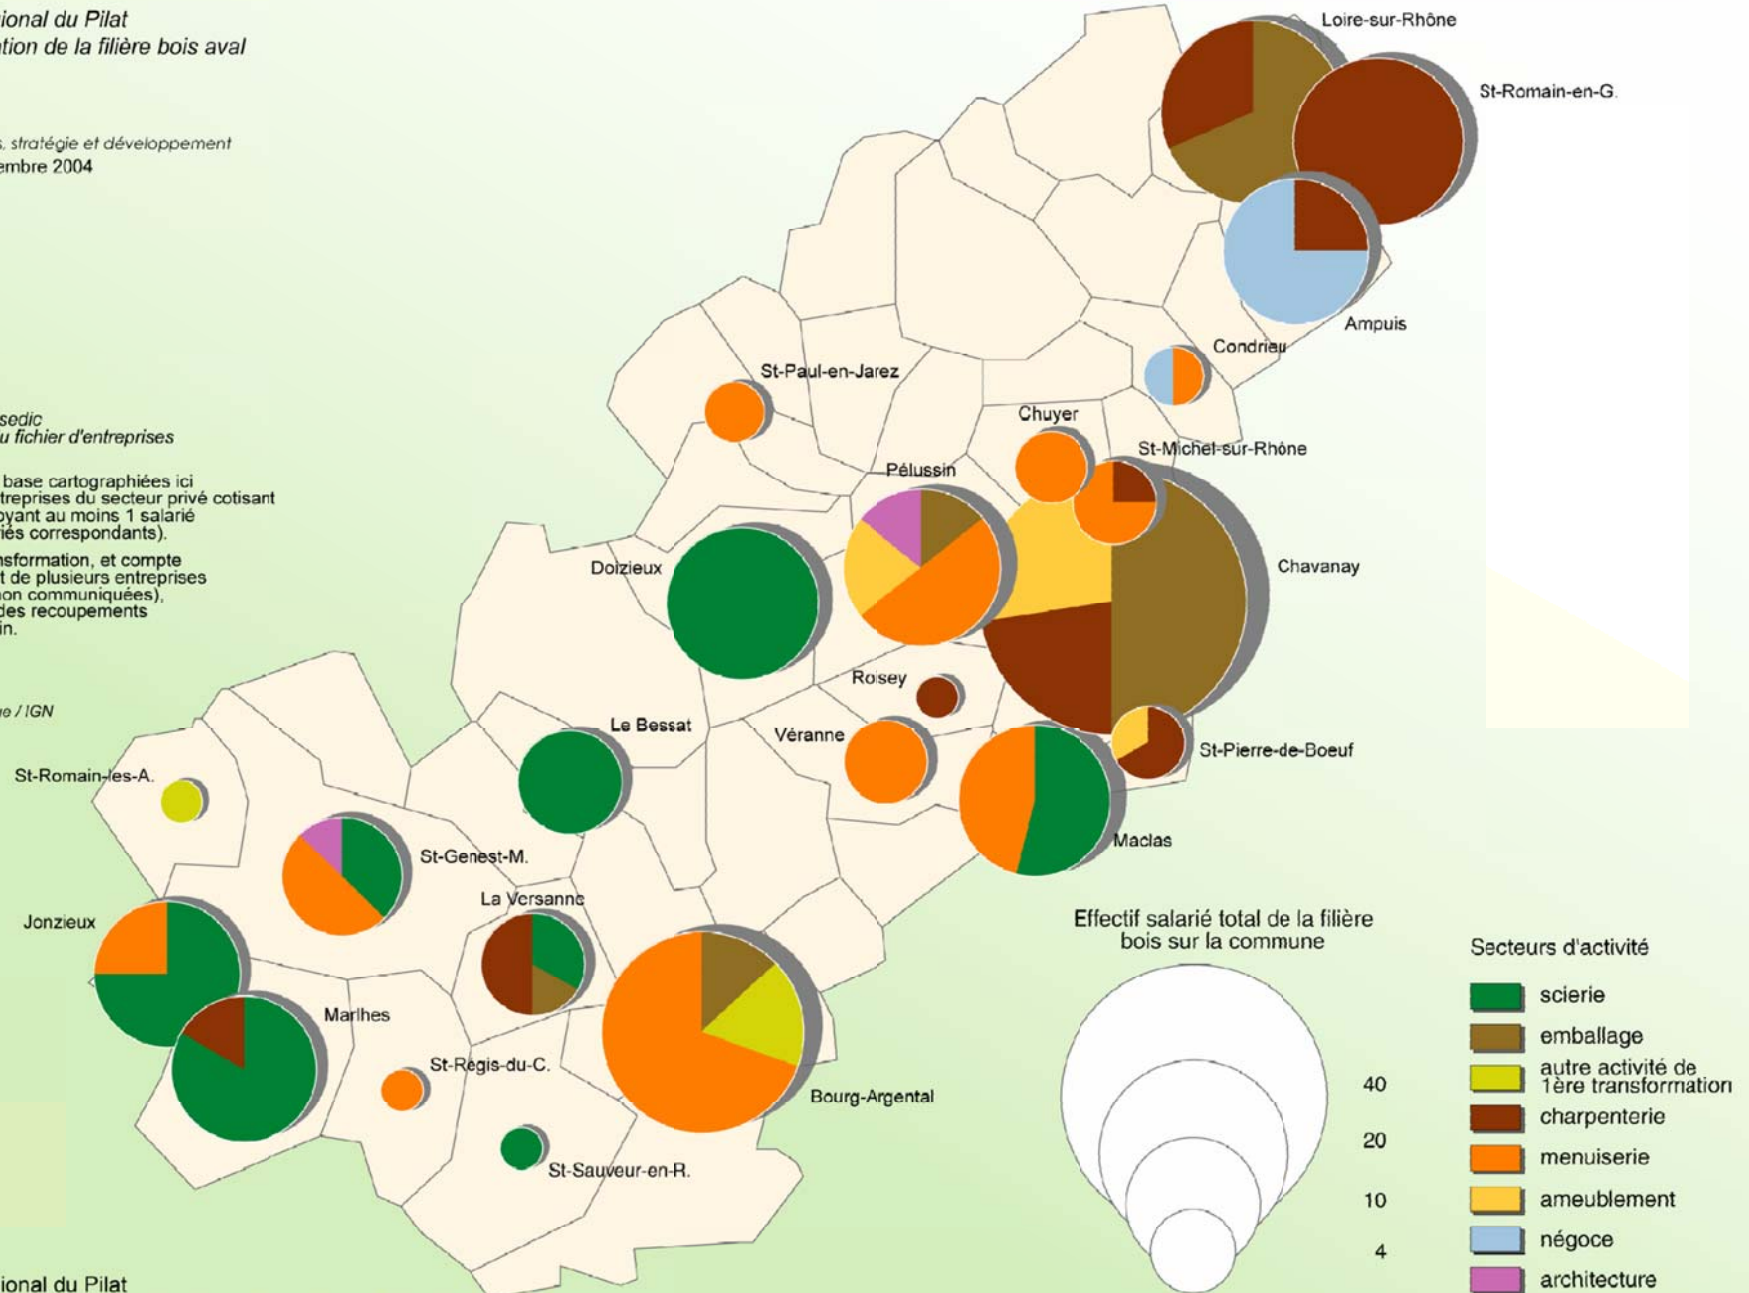 ional du Pilat
tion de la filière bois aval
s, stratégie et développement
embre 2004
sedic
u fichier d'entreprises
base cartographiées ici
treprises du secteur privé cotisant
oyant au moins 1 salarié
riés correspondants).
nsformation, et compte
t de plusieurs entreprises
non communiquées),
des recoupements
in.
ge / IGN
ional du Pilat
Loire-sur-Rhône
St-Romain-en-G.
Ampuis
Condrieu
St-Paul-en-Jarez
Chuyer
St-Michel-sur-Rhône
Pélussin
Chavanay
Doizieux
Roisey
Le Bessat
Véranne
St-Pierre-de-Boeuf
St-Romain-les-A.
Maclas
St-Genest-M.
La Versanne
Jonzieux
Marlhes
St-Régis-du-C.
Bourg-Argental
St-Sauveur-en-R.
Effectif salarié total de la filière
bois sur la commune
40
20
10
4
Secteurs d'activité
scierie
emballage
autre activité de
1ère transformation
charpenterie
menuiserie
ameublement
négoce
architecture